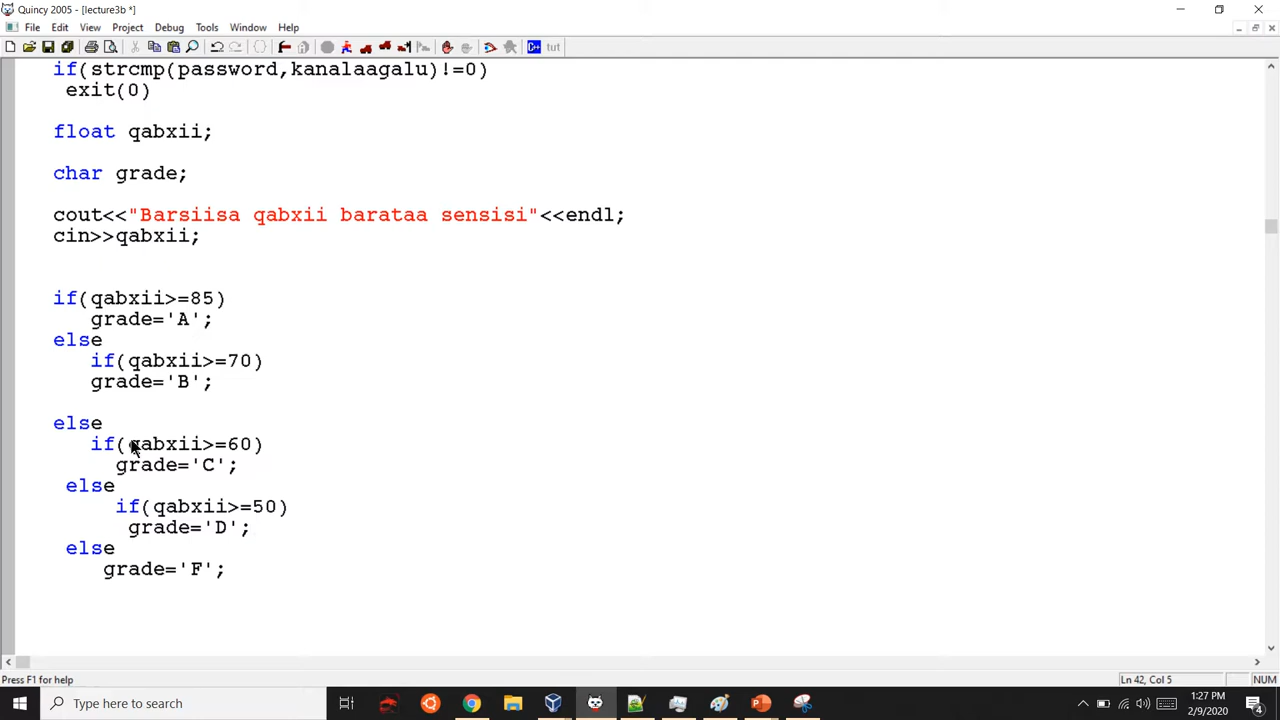 Quincy 2005 - [lecture3b *]
File Edit View Project Debug Tools Window Help
C++ tut
if(strcmp(password,kanalaagalu)!=0)
exit(0)
float qabxii;
char grade;
cout<<"Barsiisa qabxii barataa sensisi"<<endl;
cin>>qabxii;
if(qabxii>=85)
grade='A';
else
if(qabxii>=70)
grade='B';
else
if(qabxii>=60)
grade='C';
else
if(qabxii>=50)
grade='D';
else
grade='F';
Press F1 for help
Ln 42, Col 5
NUM
Type here to search
1:27 PM
2/9/2020